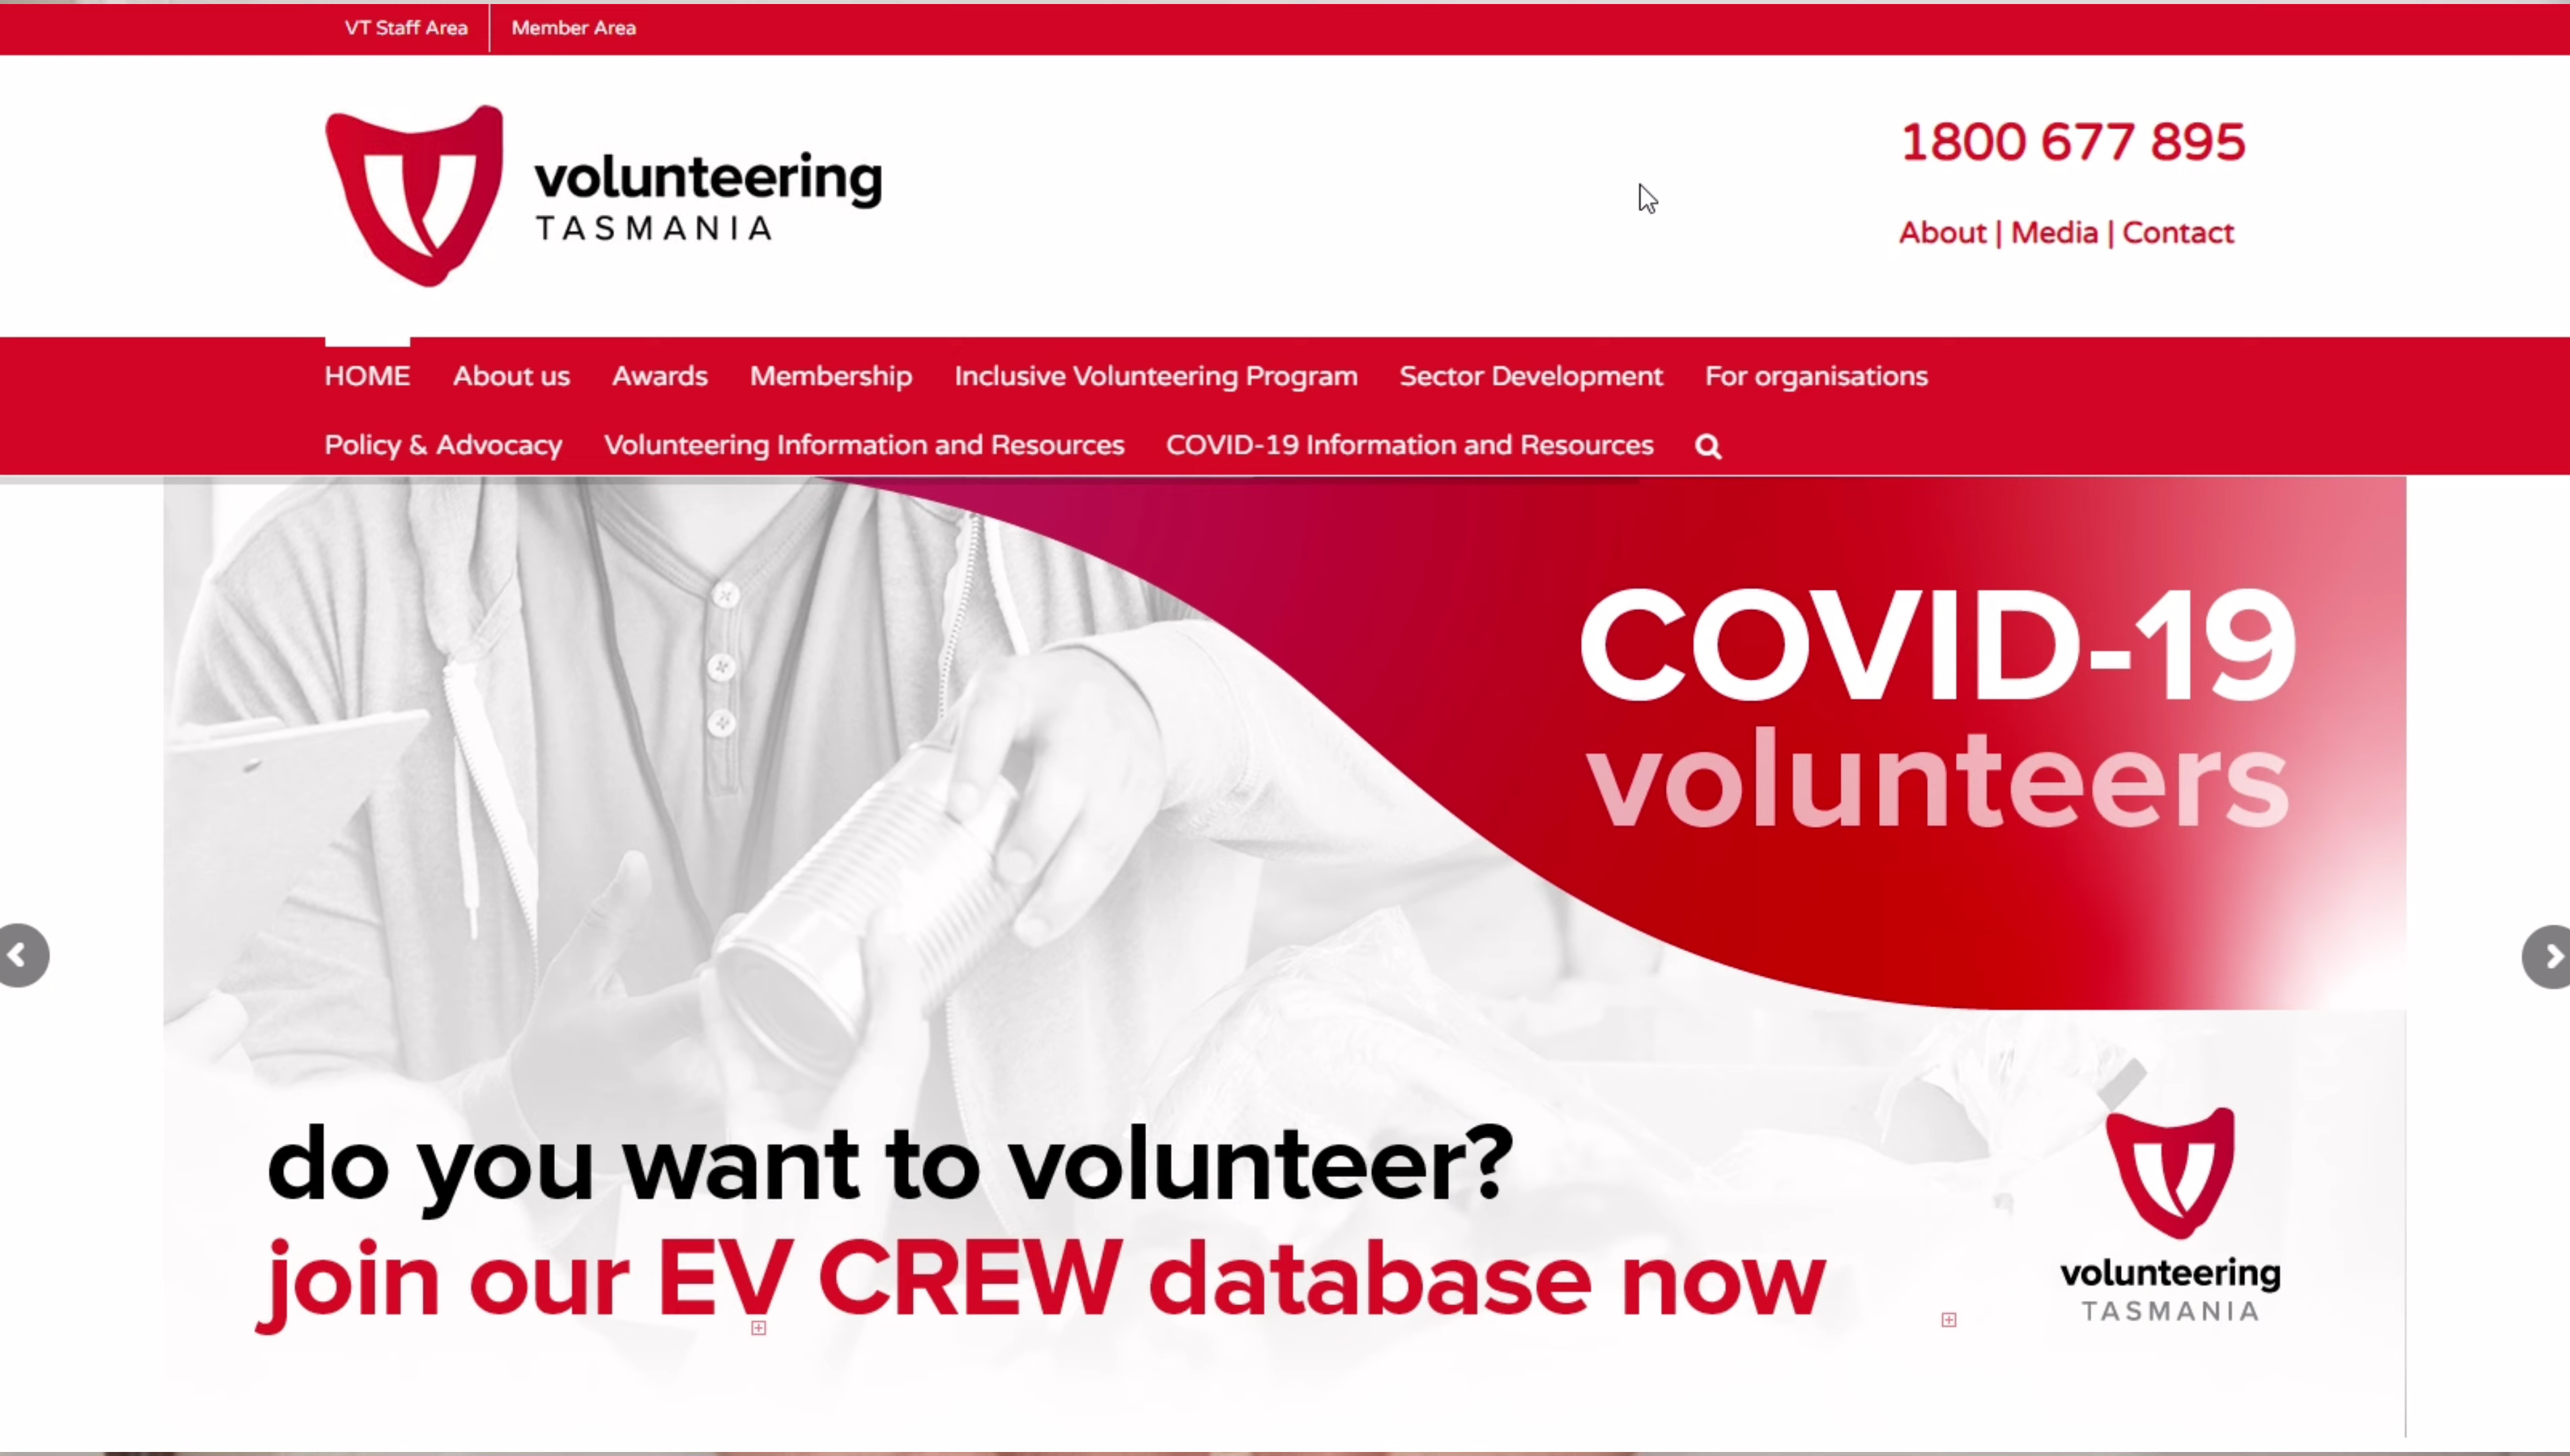 VT Staff Area
Member Area
volunteering
TASMANIA
1800 677 895
About | Media | Contact
HOME About us Awards Membership Inclusive Volunteering Program Sector Development For organisations
Policy & Advocacy Volunteering Information and Resources COVID-19 Information and Resources
COVID-19
volunteers
do you want to volunteer?
join our EV CREW database now
volunteering
TASMANIA